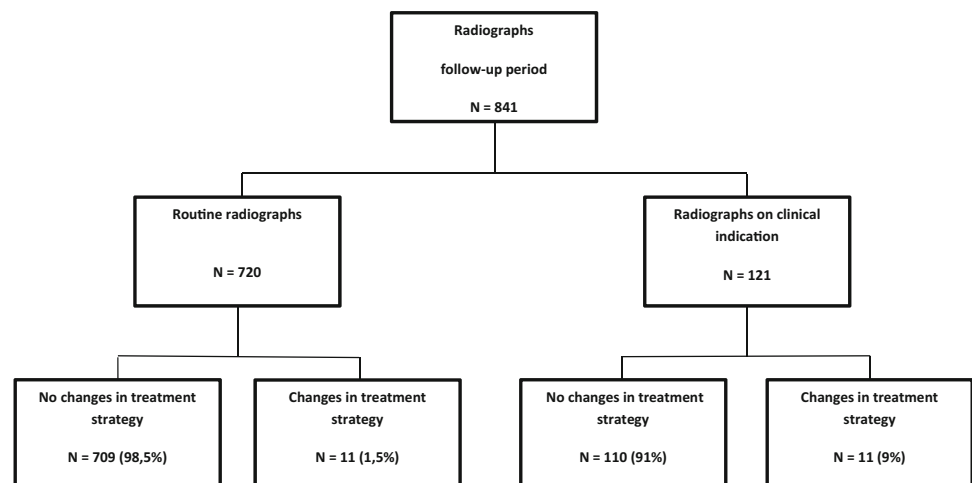 Radiographs
follow-up period
N = 841
Routine radiographs
N = 720
Radiographs on clinical
indication
N = 121
No changes in treatment
strategy
N = 709 (98,5%)
Changes in treatment
strategy
N = 11 (1,5%)
No changes in treatment
strategy
N = 110 (91%)
Changes in treatment
strategy
N = 11 (9%)